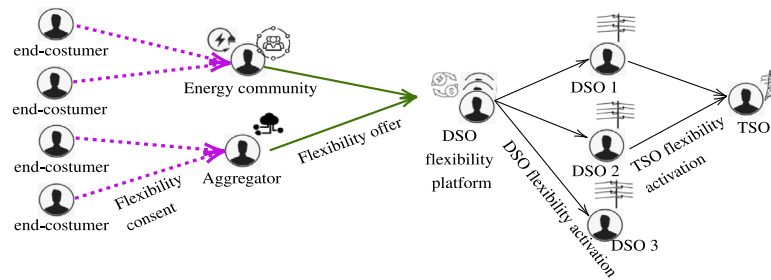 end-costumer
end-costumer
end-costumer
end-costumer
Flexibility
consent
Energy community
Aggregator
Flexibility offer
DSO
flexibility
platform
DSO flexibility activation
DSO 1
DSO 2
DSO 3
TSO flexibility
activation
TSO